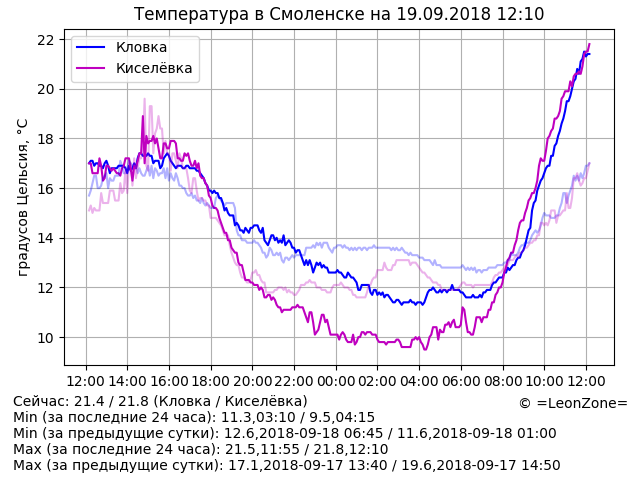 Температура в Смоленске на 19.09.2018 12:10
Кловка
Киселёвка
градусов Цельсия, °C
22
20
18
16
14
12
10
12:00 14:00 16:00 18:00 20:00 22:00 00:00 02:00 04:00 06:00 08:00 10:00 12:00
Сейчас: 21.4 / 21.8 (Кловка / Киселёвка)
© =LeonZone=
Min (за последние 24 часа): 11.3,03:10 / 9.5,04:15
Min (за предыдущие сутки): 12.6,2018-09-18 06:45 / 11.6,2018-09-18 01:00
Max (за последние 24 часа): 21.5,11:55 / 21.8,12:10
Max (за предыдущие сутки): 17.1,2018-09-17 13:40 / 19.6,2018-09-17 14:50